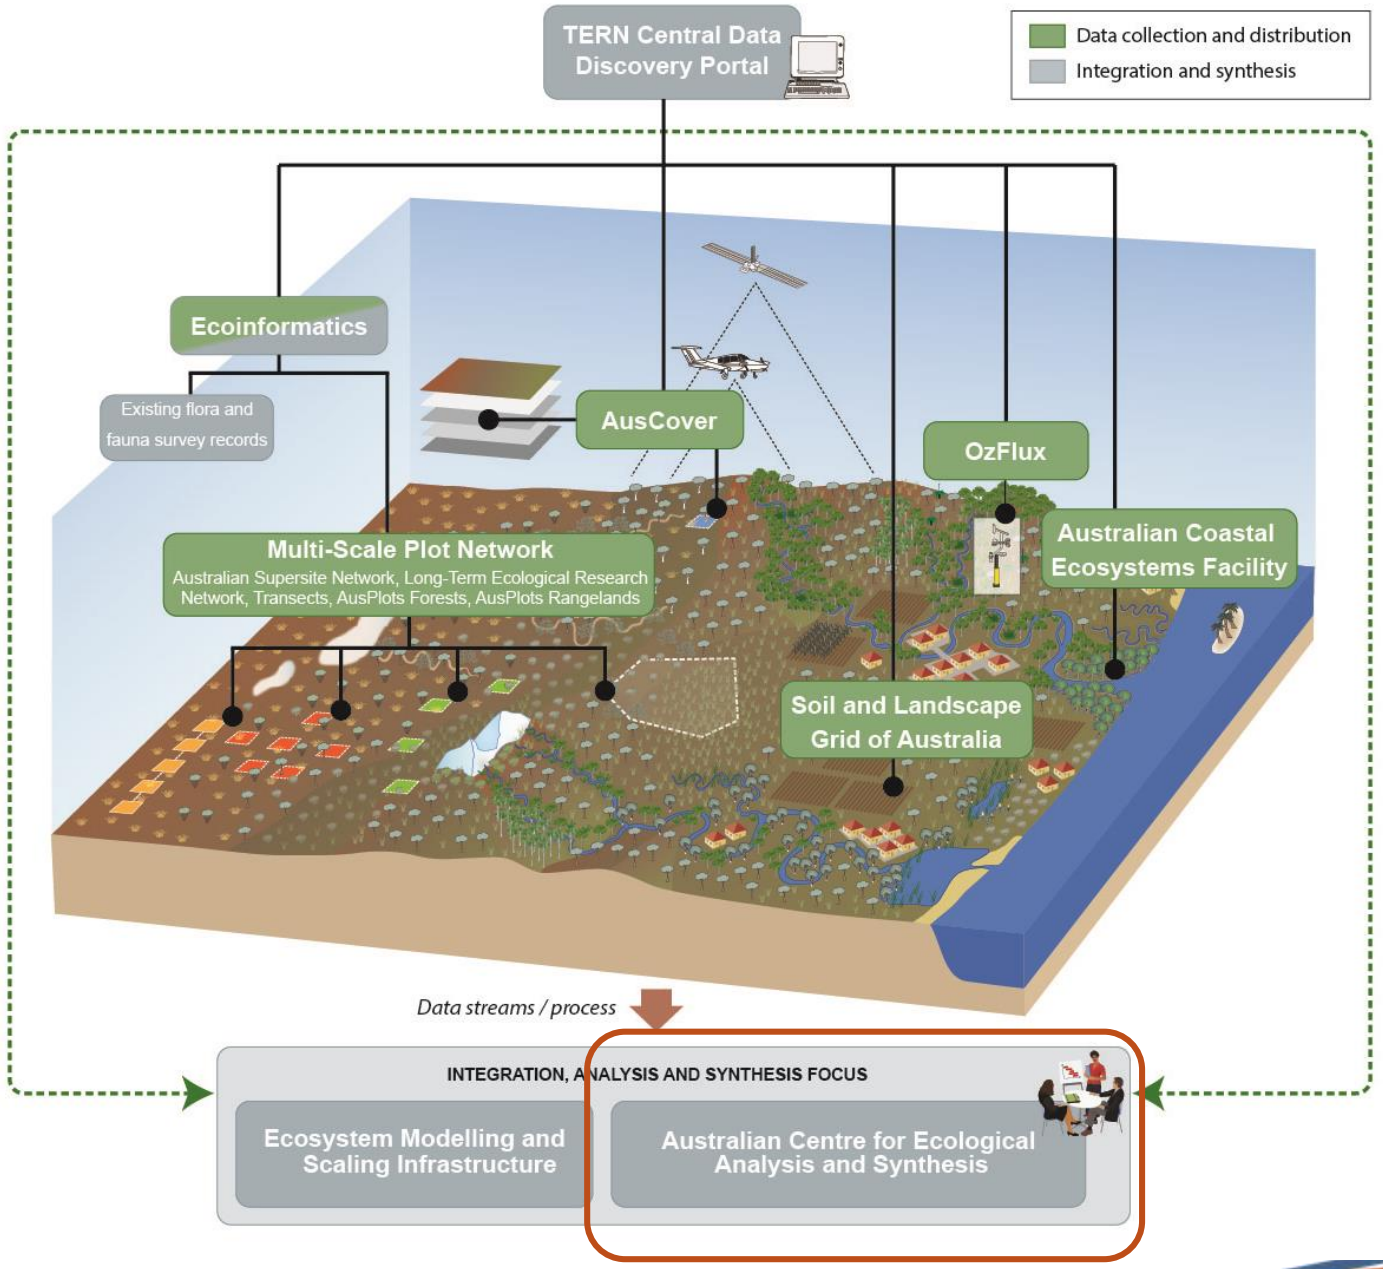 TERN Central Data
Discovery Portal
Data collection and distribution
Integration and synthesis
Ecoinformatics
Existing flora and
fauna survey records
AusCover
OzFlux
Multi-Scale Plot Network
Australian Supersite Network, Long-Term Ecological Research
Network, Transects, AusPlots Forests, AusPlots Rangelands
Australian Coastal
Ecosystems Facility
Soil and Landscape
Grid of Australia
Data streams / process
INTEGRATION, ANALYSIS AND SYNTHESIS FOCUS
Ecosystem Modelling and
Scaling Infrastructure
Australian Centre for Ecological
Analysis and Synthesis